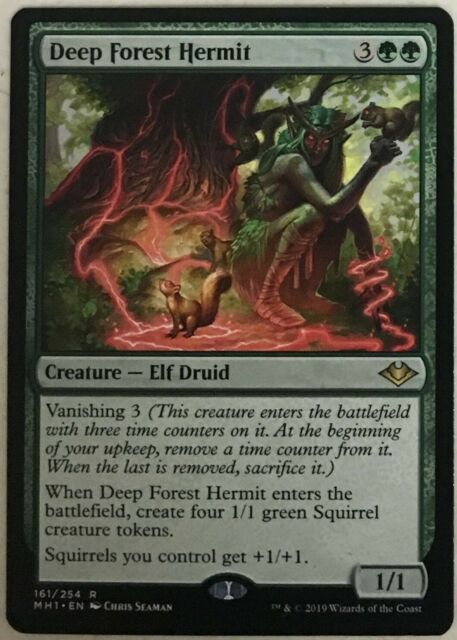 Deep Forest Hermit 3
Creature — Elf Druid
Vanishing 3 (This creature enters the battlefield
with three time counters on it. At the beginning
of your upkeep, remove a time counter from it.
When the last is removed, sacrifice it.)
When Deep Forest Hermit enters the
battlefield, create four 1/1 green Squirrel
creature tokens.
Squirrels you control get +1/+1.
1/1
161/254 R
MH1 • EN Chris Seaman
™ & © 2019 Wizards of the Coast